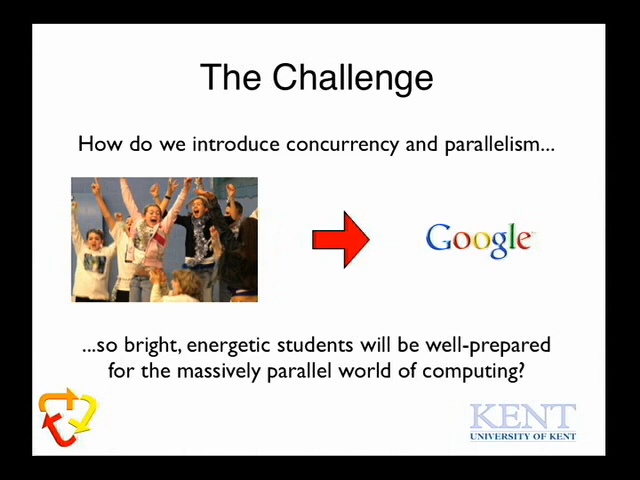 The Challenge
How do we introduce concurrency and parallelism...
Google
...so bright, energetic students will be well-prepared
for the massively parallel world of computing?
KENT
UNIVERSITY OF KENT